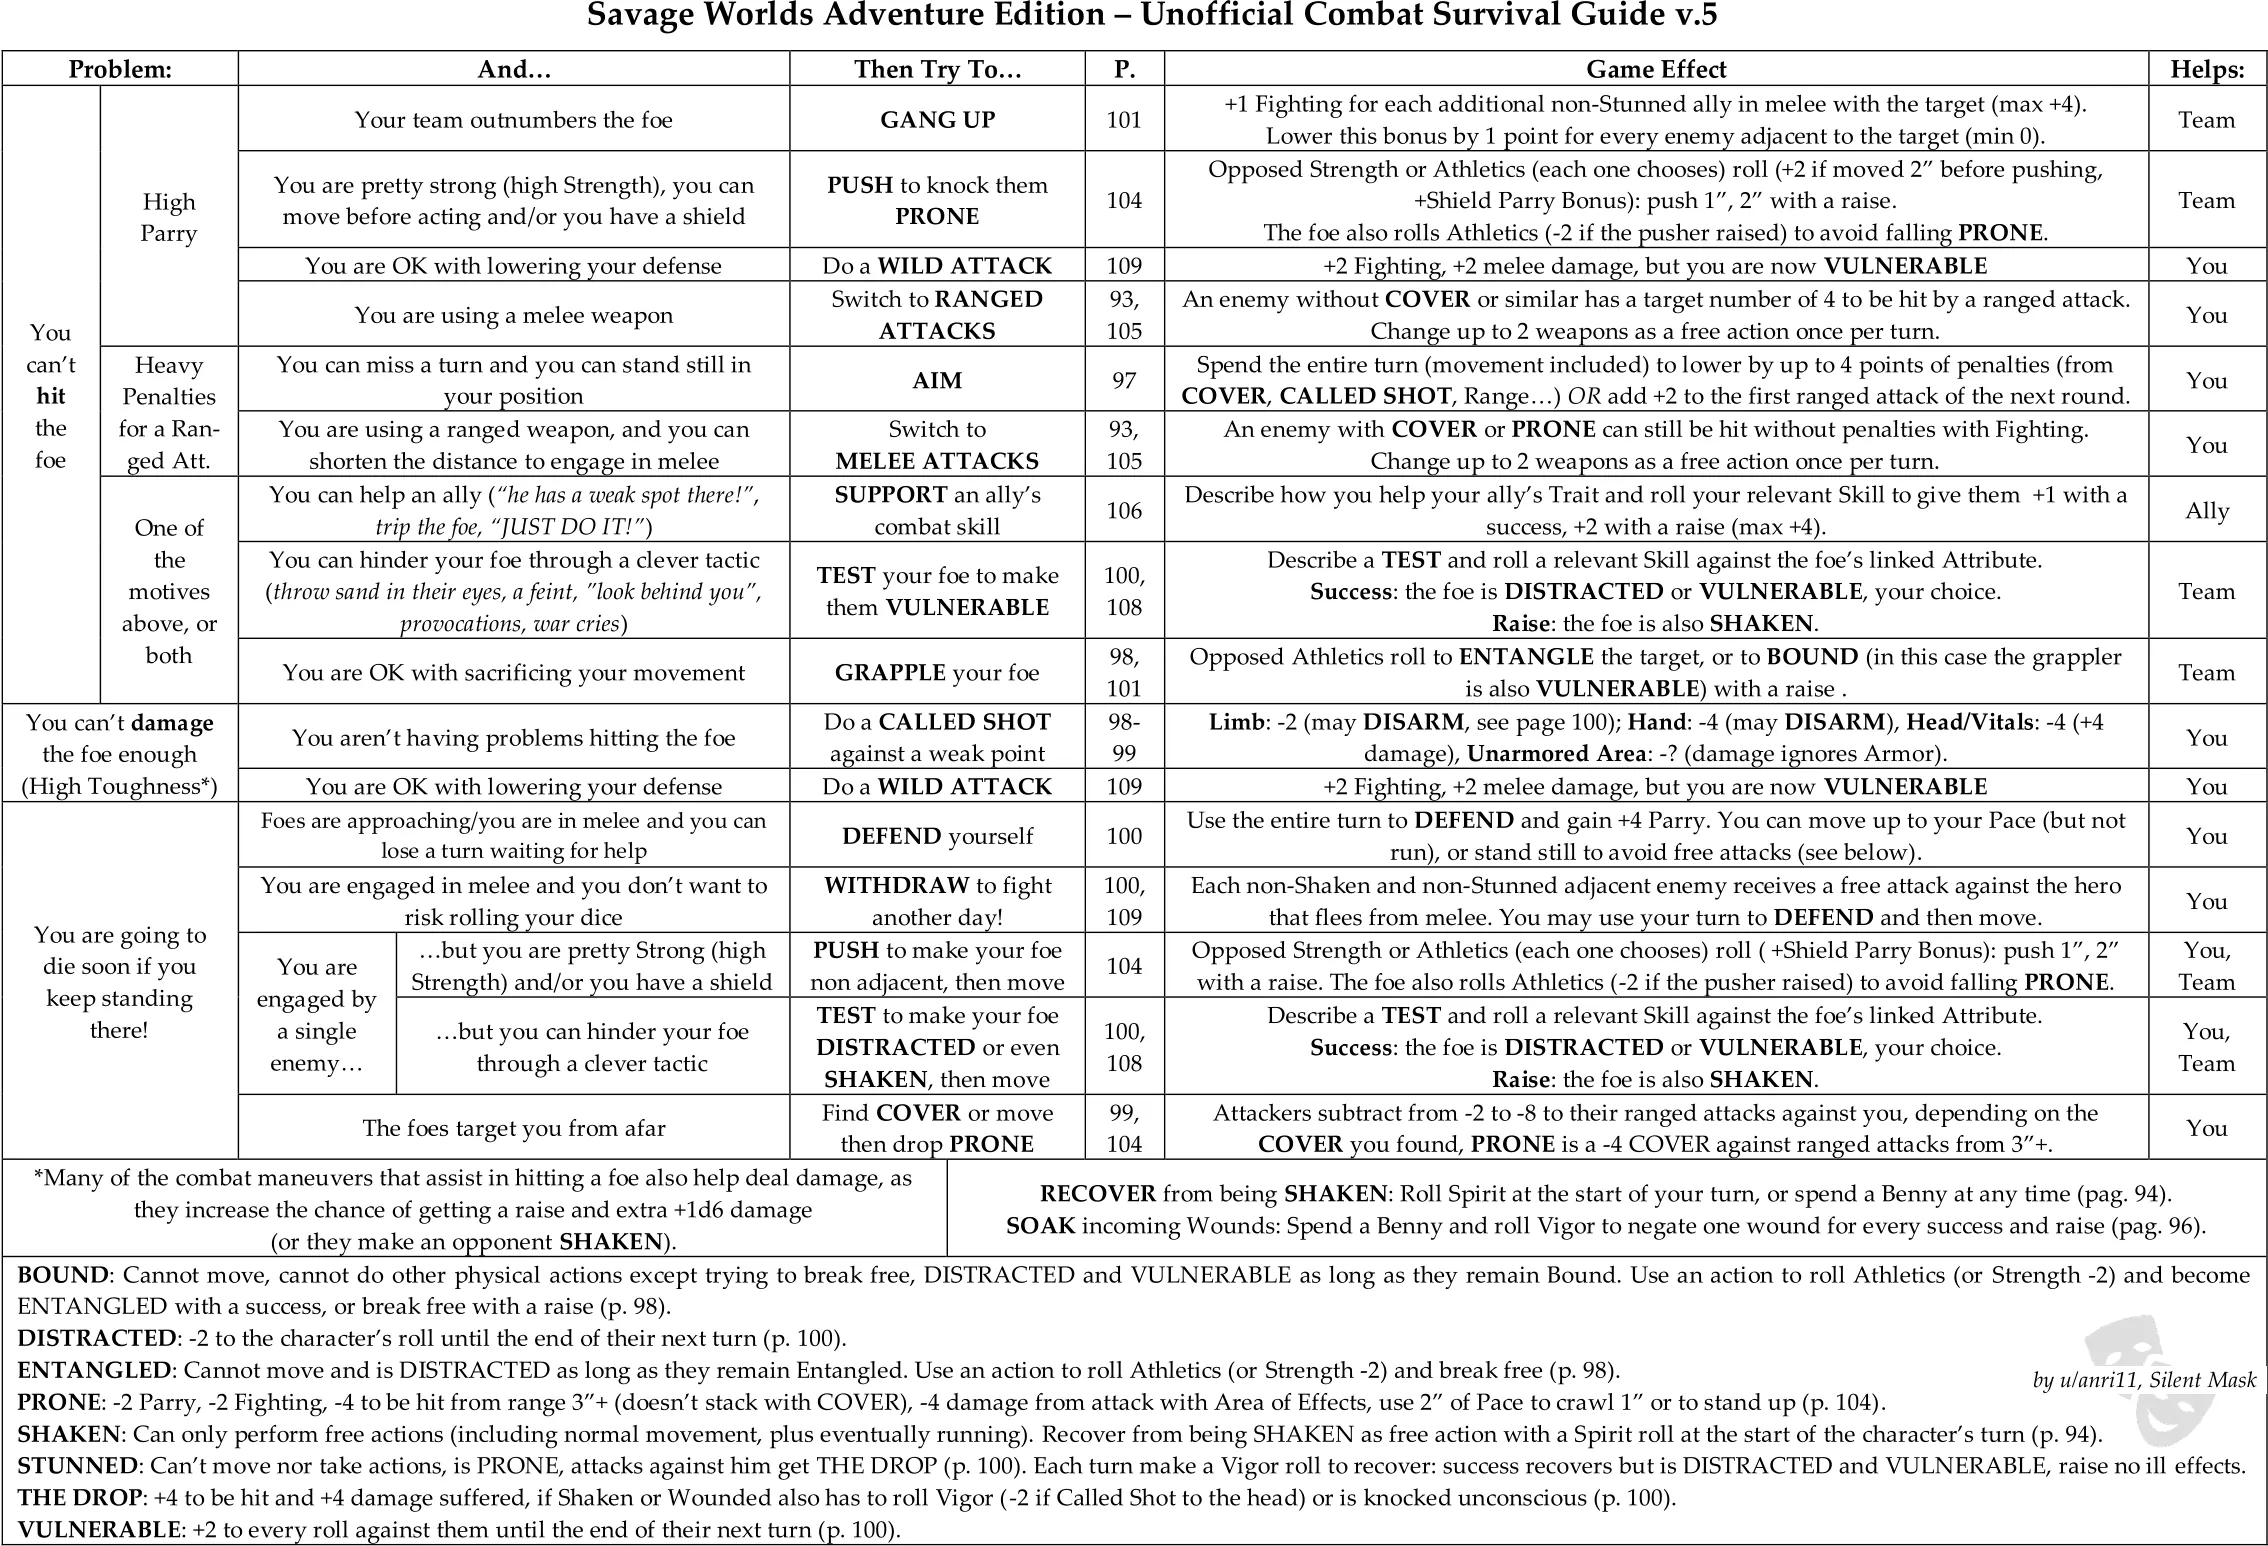 Savage Worlds Adventure Edition – Unofficial Combat Survival Guide v.5
Problem:
And…
Then Try To…
P.
Game Effect
Helps:
You
can’t
hit
the
foe
High
Parry
Your team outnumbers the foe
GANG UP
101
+1 Fighting for each additional non-Stunned ally in melee with the target (max +4).
Lower this bonus by 1 point for every enemy adjacent to the target (min 0).
Team
You are pretty strong (high Strength), you can
move before acting and/or you have a shield
PUSH to knock them
PRONE
104
Opposed Strength or Athletics (each one chooses) roll (+2 if moved 2” before pushing,
+Shield Parry Bonus): push 1”, 2” with a raise.
The foe also rolls Athletics (-2 if the pusher raised) to avoid falling PRONE.
Team
You are OK with lowering your defense
Do a WILD ATTACK
109
+2 Fighting, +2 melee damage, but you are now VULNERABLE
You
You are using a melee weapon
Switch to RANGED
ATTACKS
93,
105
An enemy without COVER or similar has a target number of 4 to be hit by a ranged attack.
Change up to 2 weapons as a free action once per turn.
You
Heavy
Penalties
for a Ran-
ged Att.
You can miss a turn and you can stand still in
your position
AIM
97
Spend the entire turn (movement included) to lower by up to 4 points of penalties (from
COVER, CALLED SHOT, Range…) OR add +2 to the first ranged attack of the next round.
You
You are using a ranged weapon, and you can
shorten the distance to engage in melee
Switch to
MELEE ATTACKS
93,
105
An enemy with COVER or PRONE can still be hit without penalties with Fighting.
Change up to 2 weapons as a free action once per turn.
You
One of
the
motives
above, or
both
You can help an ally (“he has a weak spot there!”,
trip the foe, “JUST DO IT!”)
SUPPORT an ally’s
combat skill
106
Describe how you help your ally’s Trait and roll your relevant Skill to give them +1 with a
success, +2 with a raise (max +4).
Ally
You can hinder your foe through a clever tactic
(throw sand in their eyes, a feint, ”look behind you”,
provocations, war cries)
TEST your foe to make
them VULNERABLE
100,
108
Describe a TEST and roll a relevant Skill against the foe’s linked Attribute.
Success: the foe is DISTRACTED or VULNERABLE, your choice.
Raise: the foe is also SHAKEN.
Team
You are OK with sacrificing your movement
GRAPPLE your foe
98,
101
Opposed Athletics roll to ENTANGLE the target, or to BOUND (in this case the grappler
is also VULNERABLE) with a raise .
Team
You can’t damage
the foe enough
(High Toughness*)
You aren’t having problems hitting the foe
Do a CALLED SHOT
against a weak point
98-
99
Limb: -2 (may DISARM, see page 100); Hand: -4 (may DISARM), Head/Vitals: -4 (+4
damage), Unarmored Area: -? (damage ignores Armor).
You
You are OK with lowering your defense
Do a WILD ATTACK
109
+2 Fighting, +2 melee damage, but you are now VULNERABLE
You
You are going to
die soon if you
keep standing
there!
Foes are approaching/you are in melee and you can
lose a turn waiting for help
DEFEND yourself
100
Use the entire turn to DEFEND and gain +4 Parry. You can move up to your Pace (but not
run), or stand still to avoid free attacks (see below).
You
You are engaged in melee and you don’t want to
risk rolling your dice
WITHDRAW to fight
another day!
100,
109
Each non-Shaken and non-Stunned adjacent enemy receives a free attack against the hero
that flees from melee. You may use your turn to DEFEND and then move.
You
You are
engaged by
a single
enemy…
…but you are pretty Strong (high
Strength) and/or you have a shield
PUSH to make your foe
non adjacent, then move
104
Opposed Strength or Athletics (each one chooses) roll ( +Shield Parry Bonus): push 1”, 2”
with a raise. The foe also rolls Athletics (-2 if the pusher raised) to avoid falling PRONE.
You,
Team
…but you can hinder your foe
through a clever tactic
TEST to make your foe
DISTRACTED or even
SHAKEN, then move
100,
108
Describe a TEST and roll a relevant Skill against the foe’s linked Attribute.
Success: the foe is DISTRACTED or VULNERABLE, your choice.
Raise: the foe is also SHAKEN.
You,
Team
The foes target you from afar
Find COVER or move
then drop PRONE
99,
104
Attackers subtract from -2 to -8 to their ranged attacks against you, depending on the
COVER you found, PRONE is a -4 COVER against ranged attacks from 3”+.
You
*Many of the combat maneuvers that assist in hitting a foe also help deal damage, as
they increase the chance of getting a raise and extra +1d6 damage
(or they make an opponent SHAKEN).
RECOVER from being SHAKEN: Roll Spirit at the start of your turn, or spend a Benny at any time (pag. 94).
SOAK incoming Wounds: Spend a Benny and roll Vigor to negate one wound for every success and raise (pag. 96).
BOUND: Cannot move, cannot do other physical actions except trying to break free, DISTRACTED and VULNERABLE as long as they remain Bound. Use an action to roll Athletics (or Strength -2) and become
ENTANGLED with a success, or break free with a raise (p. 98).
DISTRACTED: -2 to the character’s roll until the end of their next turn (p. 100).
ENTANGLED: Cannot move and is DISTRACTED as long as they remain Entangled. Use an action to roll Athletics (or Strength -2) and break free (p. 98).
by u/anri11, Silent Mask
PRONE: -2 Parry, -2 Fighting, -4 to be hit from range 3”+ (doesn’t stack with COVER), -4 damage from attack with Area of Effects, use 2” of Pace to crawl 1” or to stand up (p. 104).
SHAKEN: Can only perform free actions (including normal movement, plus eventually running). Recover from being SHAKEN as free action with a Spirit roll at the start of the character’s turn (p. 94).
STUNNED: Can’t move nor take actions, is PRONE, attacks against him get THE DROP (p. 100). Each turn make a Vigor roll to recover: success recovers but is DISTRACTED and VULNERABLE, raise no ill effects.
THE DROP: +4 to be hit and +4 damage suffered, if Shaken or Wounded also has to roll Vigor (-2 if Called Shot to the head) or is knocked unconscious (p. 100).
VULNERABLE: +2 to every roll against them until the end of their next turn (p. 100).